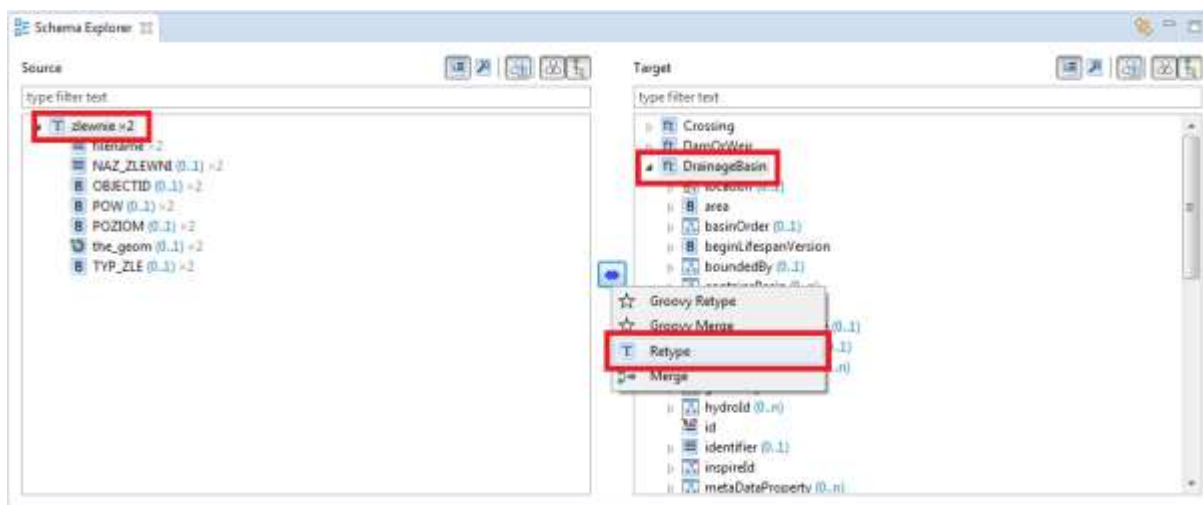 Schema Explorer
Source
type filter text
zlewnie ×2
filename ×2
NAZ_ZLEWNI (0..1) ×2
OBJECTID (0..1) ×2
POW (0..1) ×2
POZIOM (0..1) ×2
the_geom (0..1) ×2
TYP_ZLE (0..1) ×2
Target
type filter text
Crossing
DamOrWeir
DrainageBasin
location (0..1)
area
basinOrder (0..1)
beginLifespanVersion
boundedBy (0..1)
containsBasin (0..n)
Groovy Retype
Groovy Merge
(0..1)
Retype
..1)
..n)
Merge
hydroId (0..n)
id
identifier (0..1)
inspireId
metaDataProperty (0..n)